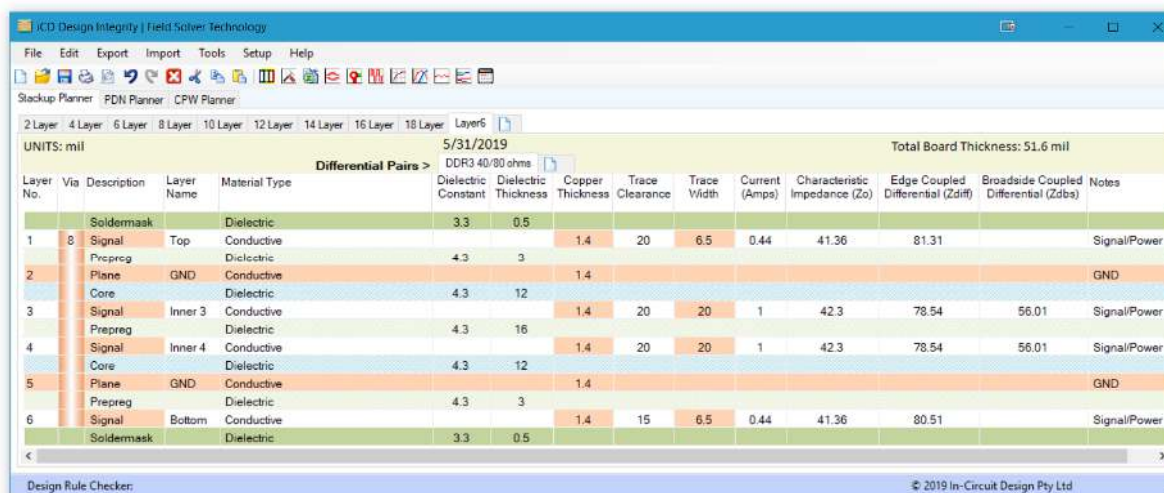 iCD Design Integrity | Field Solver Technology
File Edit Export Import Tools Setup Help
Stackup Planner PDN Planner CPW Planner
2 Layer 4 Layer 6 Layer 8 Layer 10 Layer 12 Layer 14 Layer 16 Layer 18 Layer Layer6
UNITS: mil 5/31/2019 Total Board Thickness: 51.6 mil
Differential Pairs > DDR3 40/80 ohms
Layer Via Description Layer Material Type Dielectric Dielectric Copper Trace Trace Current Characteristic Edge Coupled Broadside Coupled Notes
No. Name Constant Thickness Thickness Clearance Width (Amps) Impedance (Zo) Differential (Zdiff) Differential (Zdbs)
Soldermask Dielectric 3.3 0.5
1 8 Signal Top Conductive 1.4 20 6.5 0.44 41.36 81.31 Signal/Power
Prepreg Dielectric 4.3 3
2 Plane GND Conductive 1.4 GND
Core Dielectric 4.3 12
3 Signal Inner 3 Conductive 1.4 20 20 1 42.3 78.54 56.01 Signal/Power
Prepreg Dielectric 4.3 16
4 Signal Inner 4 Conductive 1.4 20 20 1 42.3 78.54 56.01 Signal/Power
Core Dielectric 4.3 12
5 Plane GND Conductive 1.4 GND
Prepreg Dielectric 4.3 3
6 Signal Bottom Conductive 1.4 15 6.5 0.44 41.36 80.51 Signal/Power
Soldermask Dielectric 3.3 0.5
Design Rule Checker: © 2019 In-Circuit Design Pty Ltd